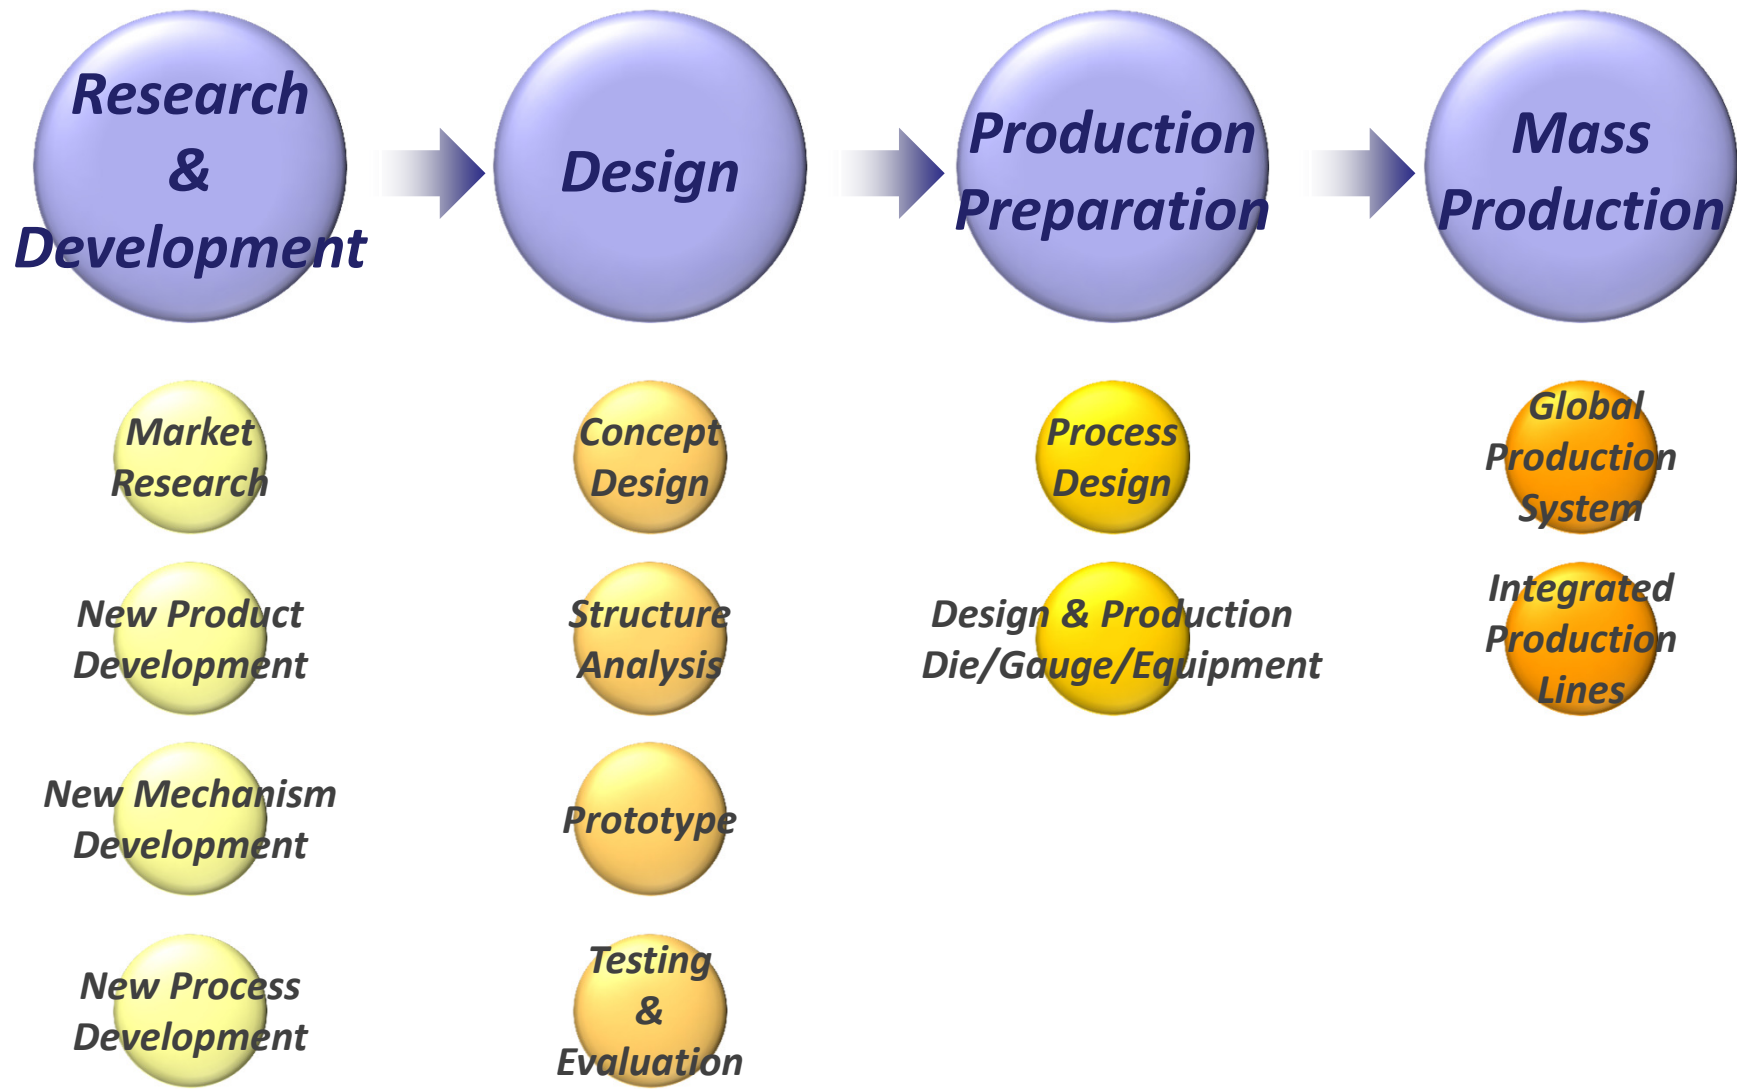 Research
&
Development
Design
Production
Preparation
Mass
Production
Market
Research
New Product
Development
New Mechanism
Development
New Process
Development
Concept
Design
Structure
Analysis
Prototype
Testing
&
Evaluation
Process
Design
Design & Production
Die/Gauge/Equipment
Global
Production
System
Integrated
Production
Lines